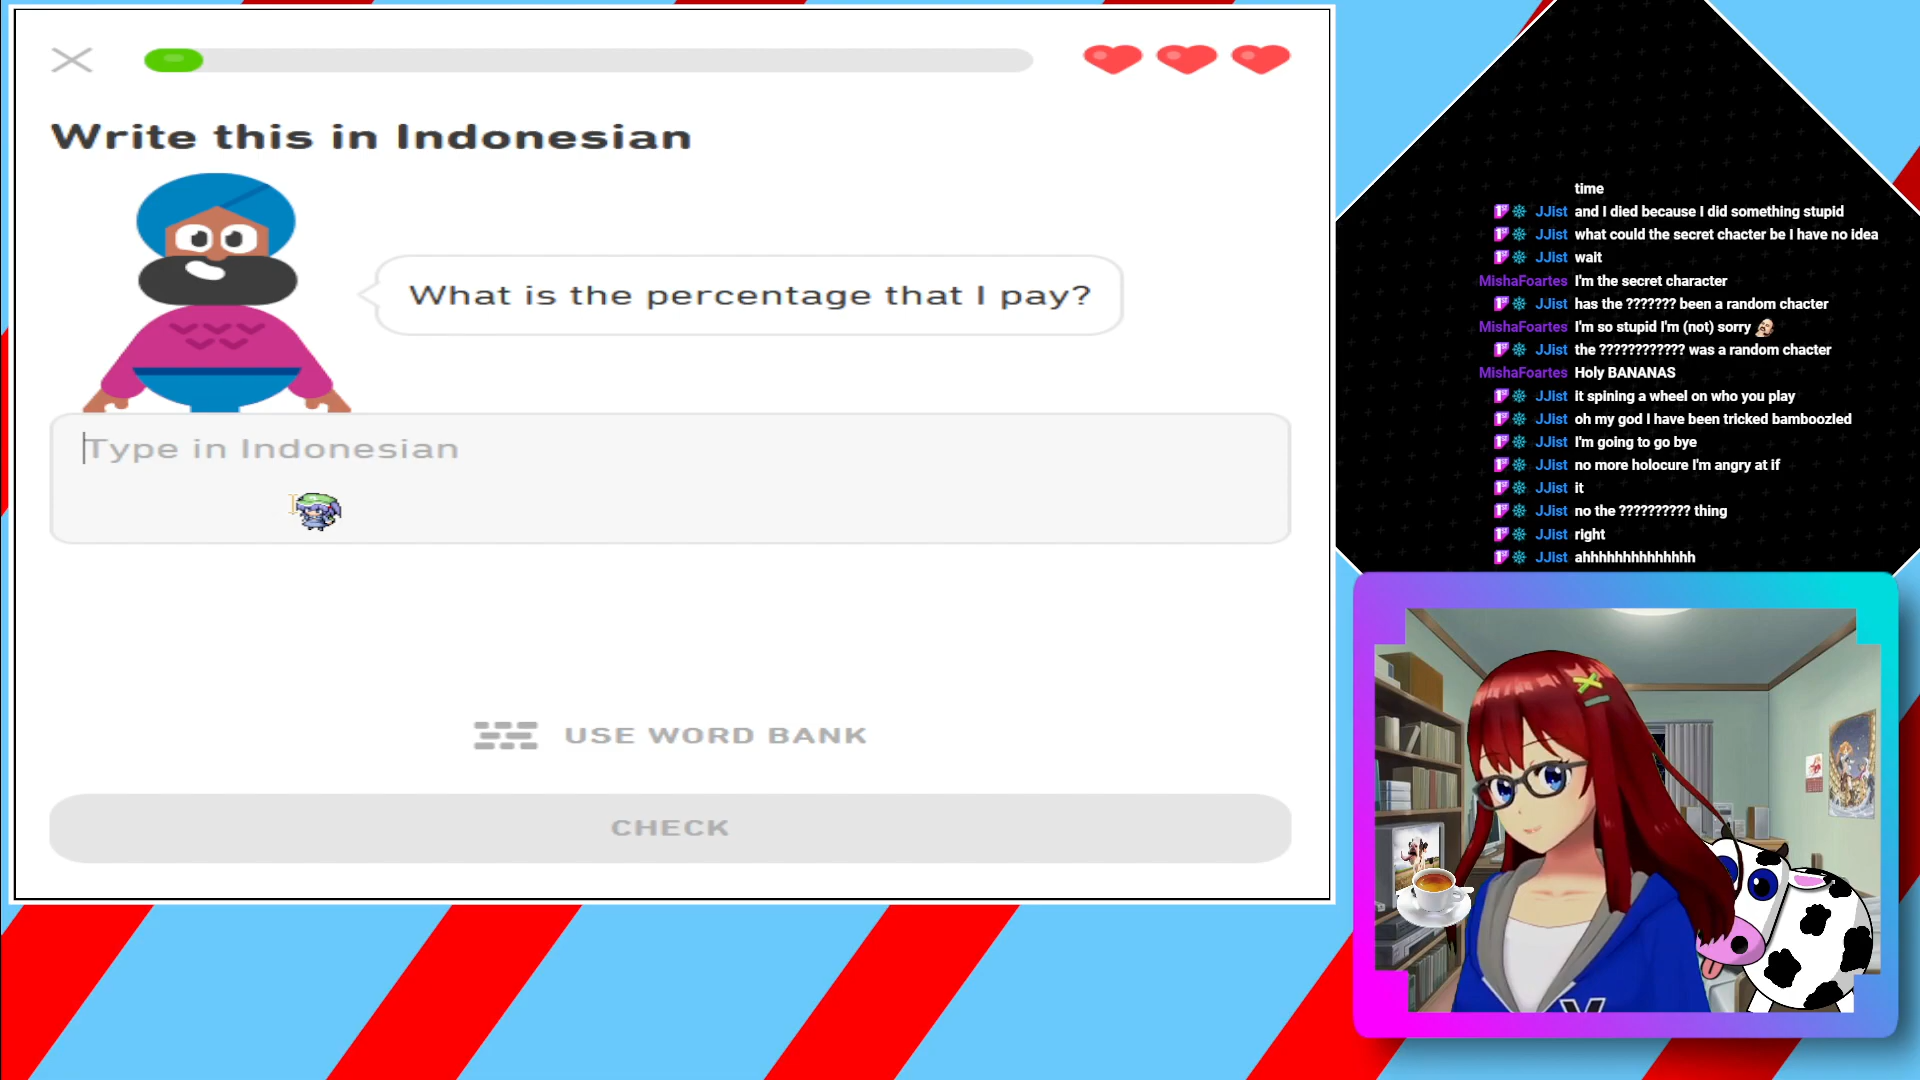 Write this in Indonesian
What is the percentage that I pay?
Type in Indonesian
USE WORD BANK
CHECK
time
JJist and I died because I did something stupid
JJist what could the secret chacter be I have no idea
JJist wait
MishaFoartes I'm the secret character
JJist has the ??????? been a random chacter
MishaFoartes I'm so stupid I'm (not) sorry
JJist the ???????????? was a random chacter
MishaFoartes Holy BANANAS
JJist it spining a wheel on who you play
JJist oh my god I have been tricked bamboozled
JJist I'm going to go bye
JJist no more holocure I'm angry at if
JJist it
JJist no the ?????????? thing
JJist right
JJist ahhhhhhhhhhhhhh